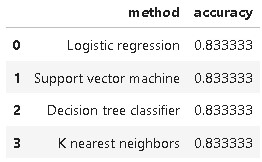 method accuracy
0 Logistic regression 0.833333
1 Support vector machine 0.833333
2 Decision tree classifier 0.833333
3 K nearest neighbors 0.833333